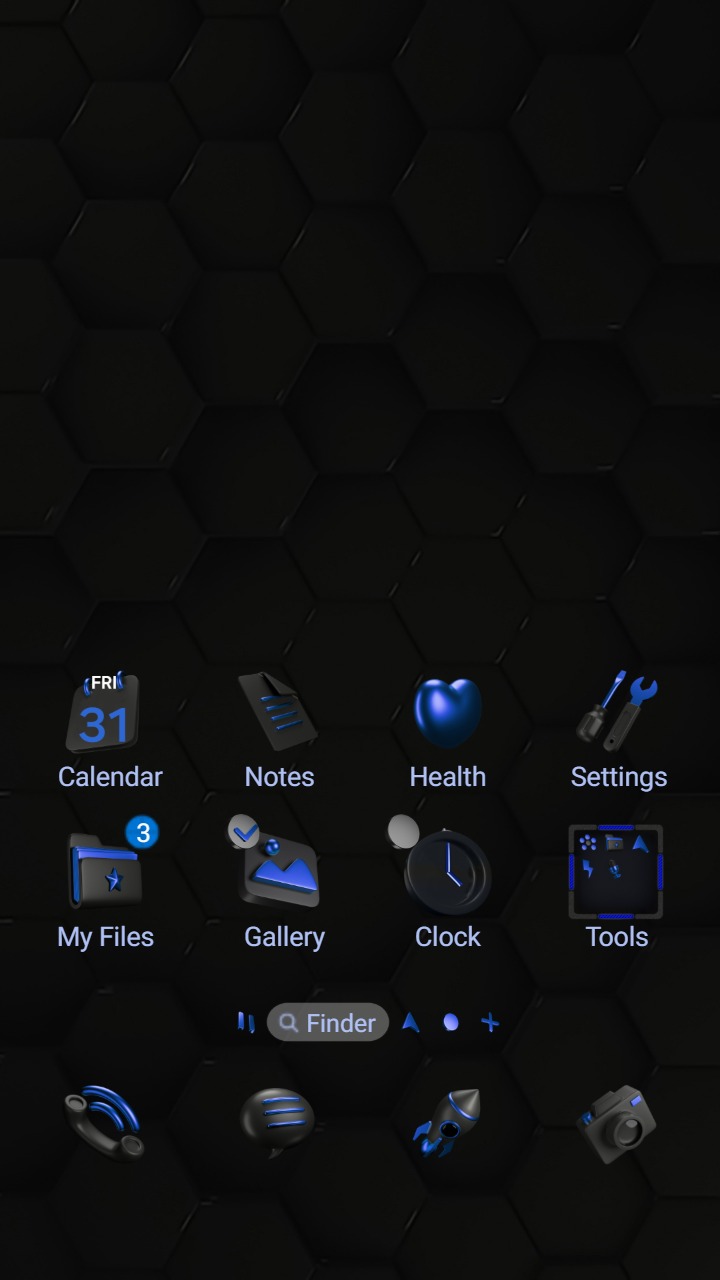 FRI
31
Calendar
Notes
Health
Settings
3
My Files
Gallery
Clock
Tools
Finder